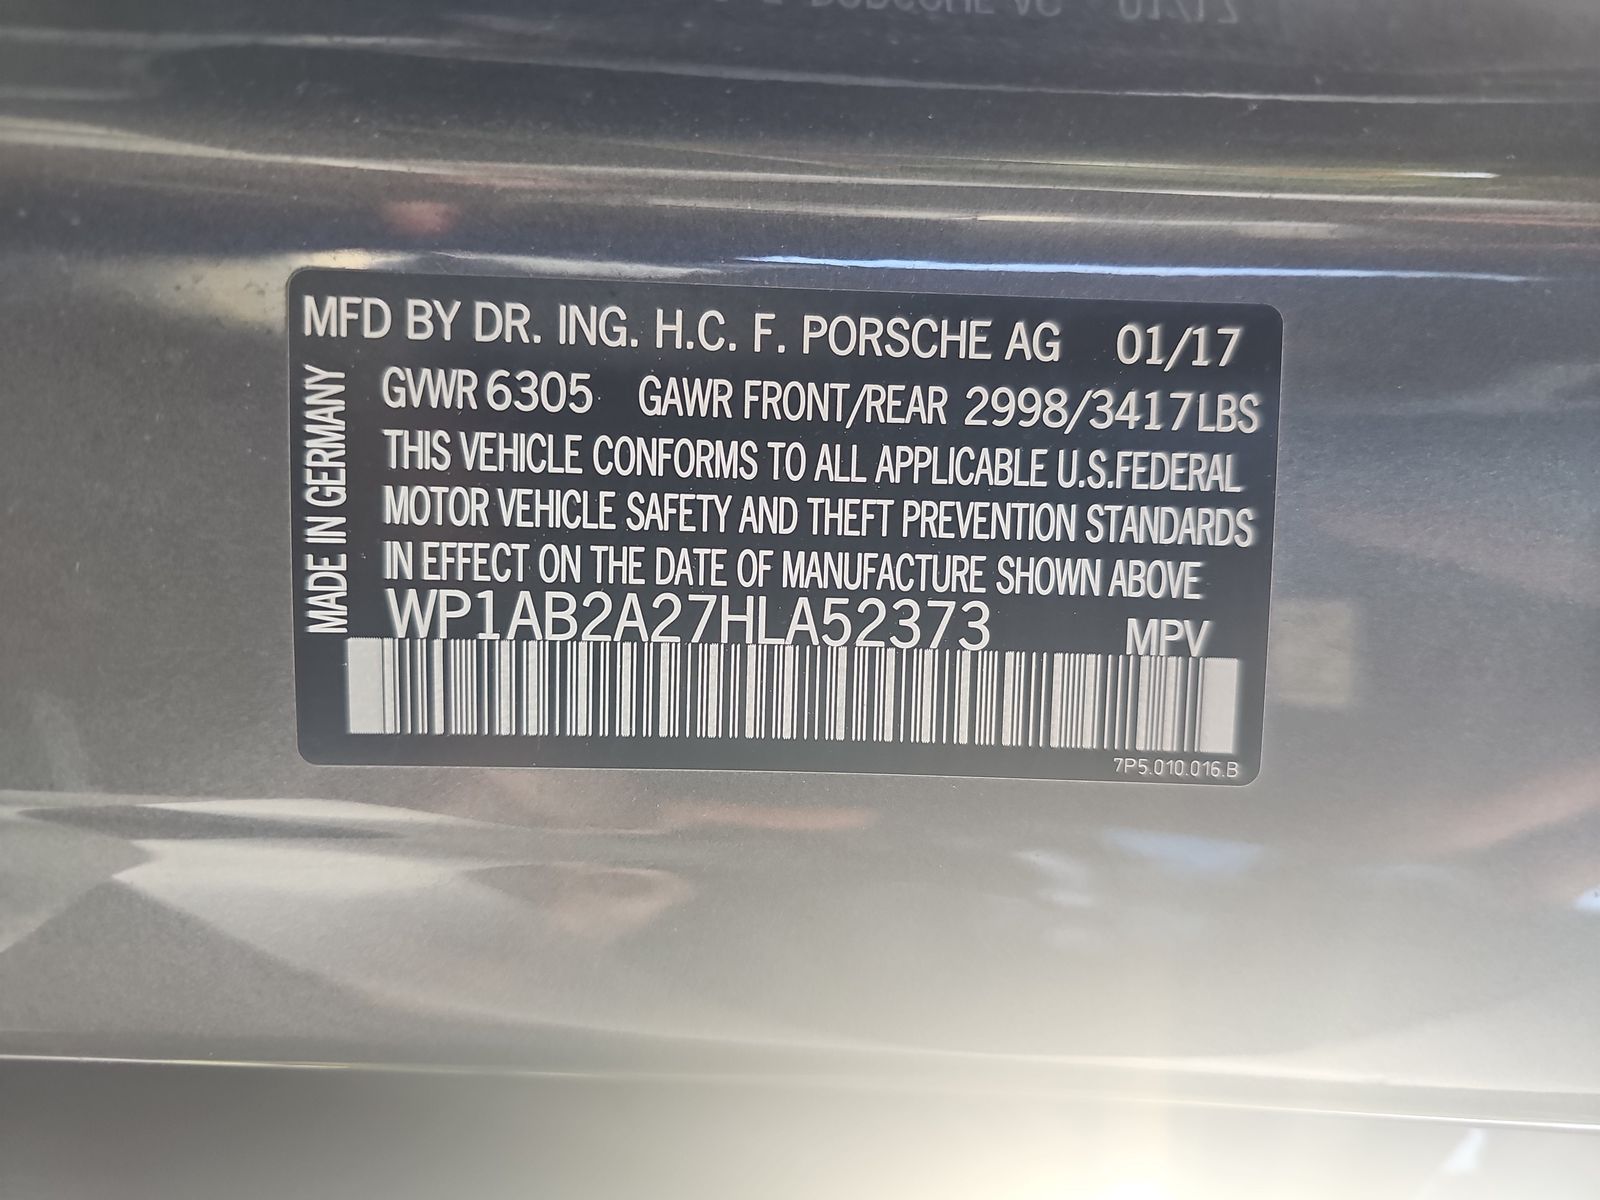 MFD BY DR. ING. H.C. F. PORSCHE AG 01/17
GVWR 6305 GAWR FRONT/REAR 2998/3417LBS
THIS VEHICLE CONFORMS TO ALL APPLICABLE U.S.FEDERAL
MOTOR VEHICLE SAFETY AND THEFT PREVENTION STANDARDS
IN EFFECT ON THE DATE OF MANUFACTURE SHOWN ABOVE
WP1AB2A27HLA52373 MPV
MADE IN GERMANY
7P5.010.016.B